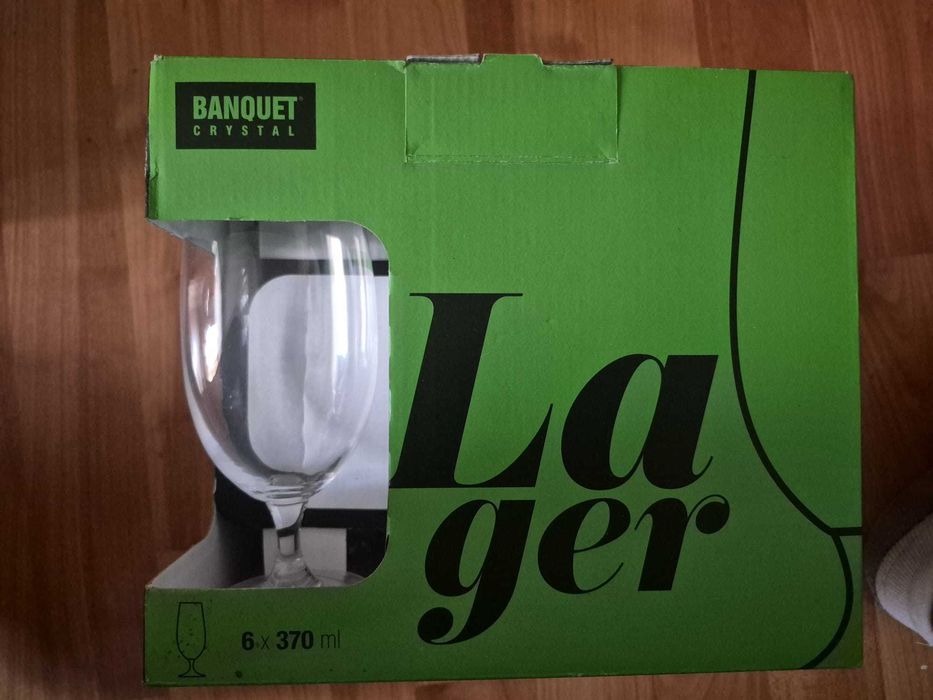 BANQUET®
CRYSTAL
La
ger
6 x 370 ml